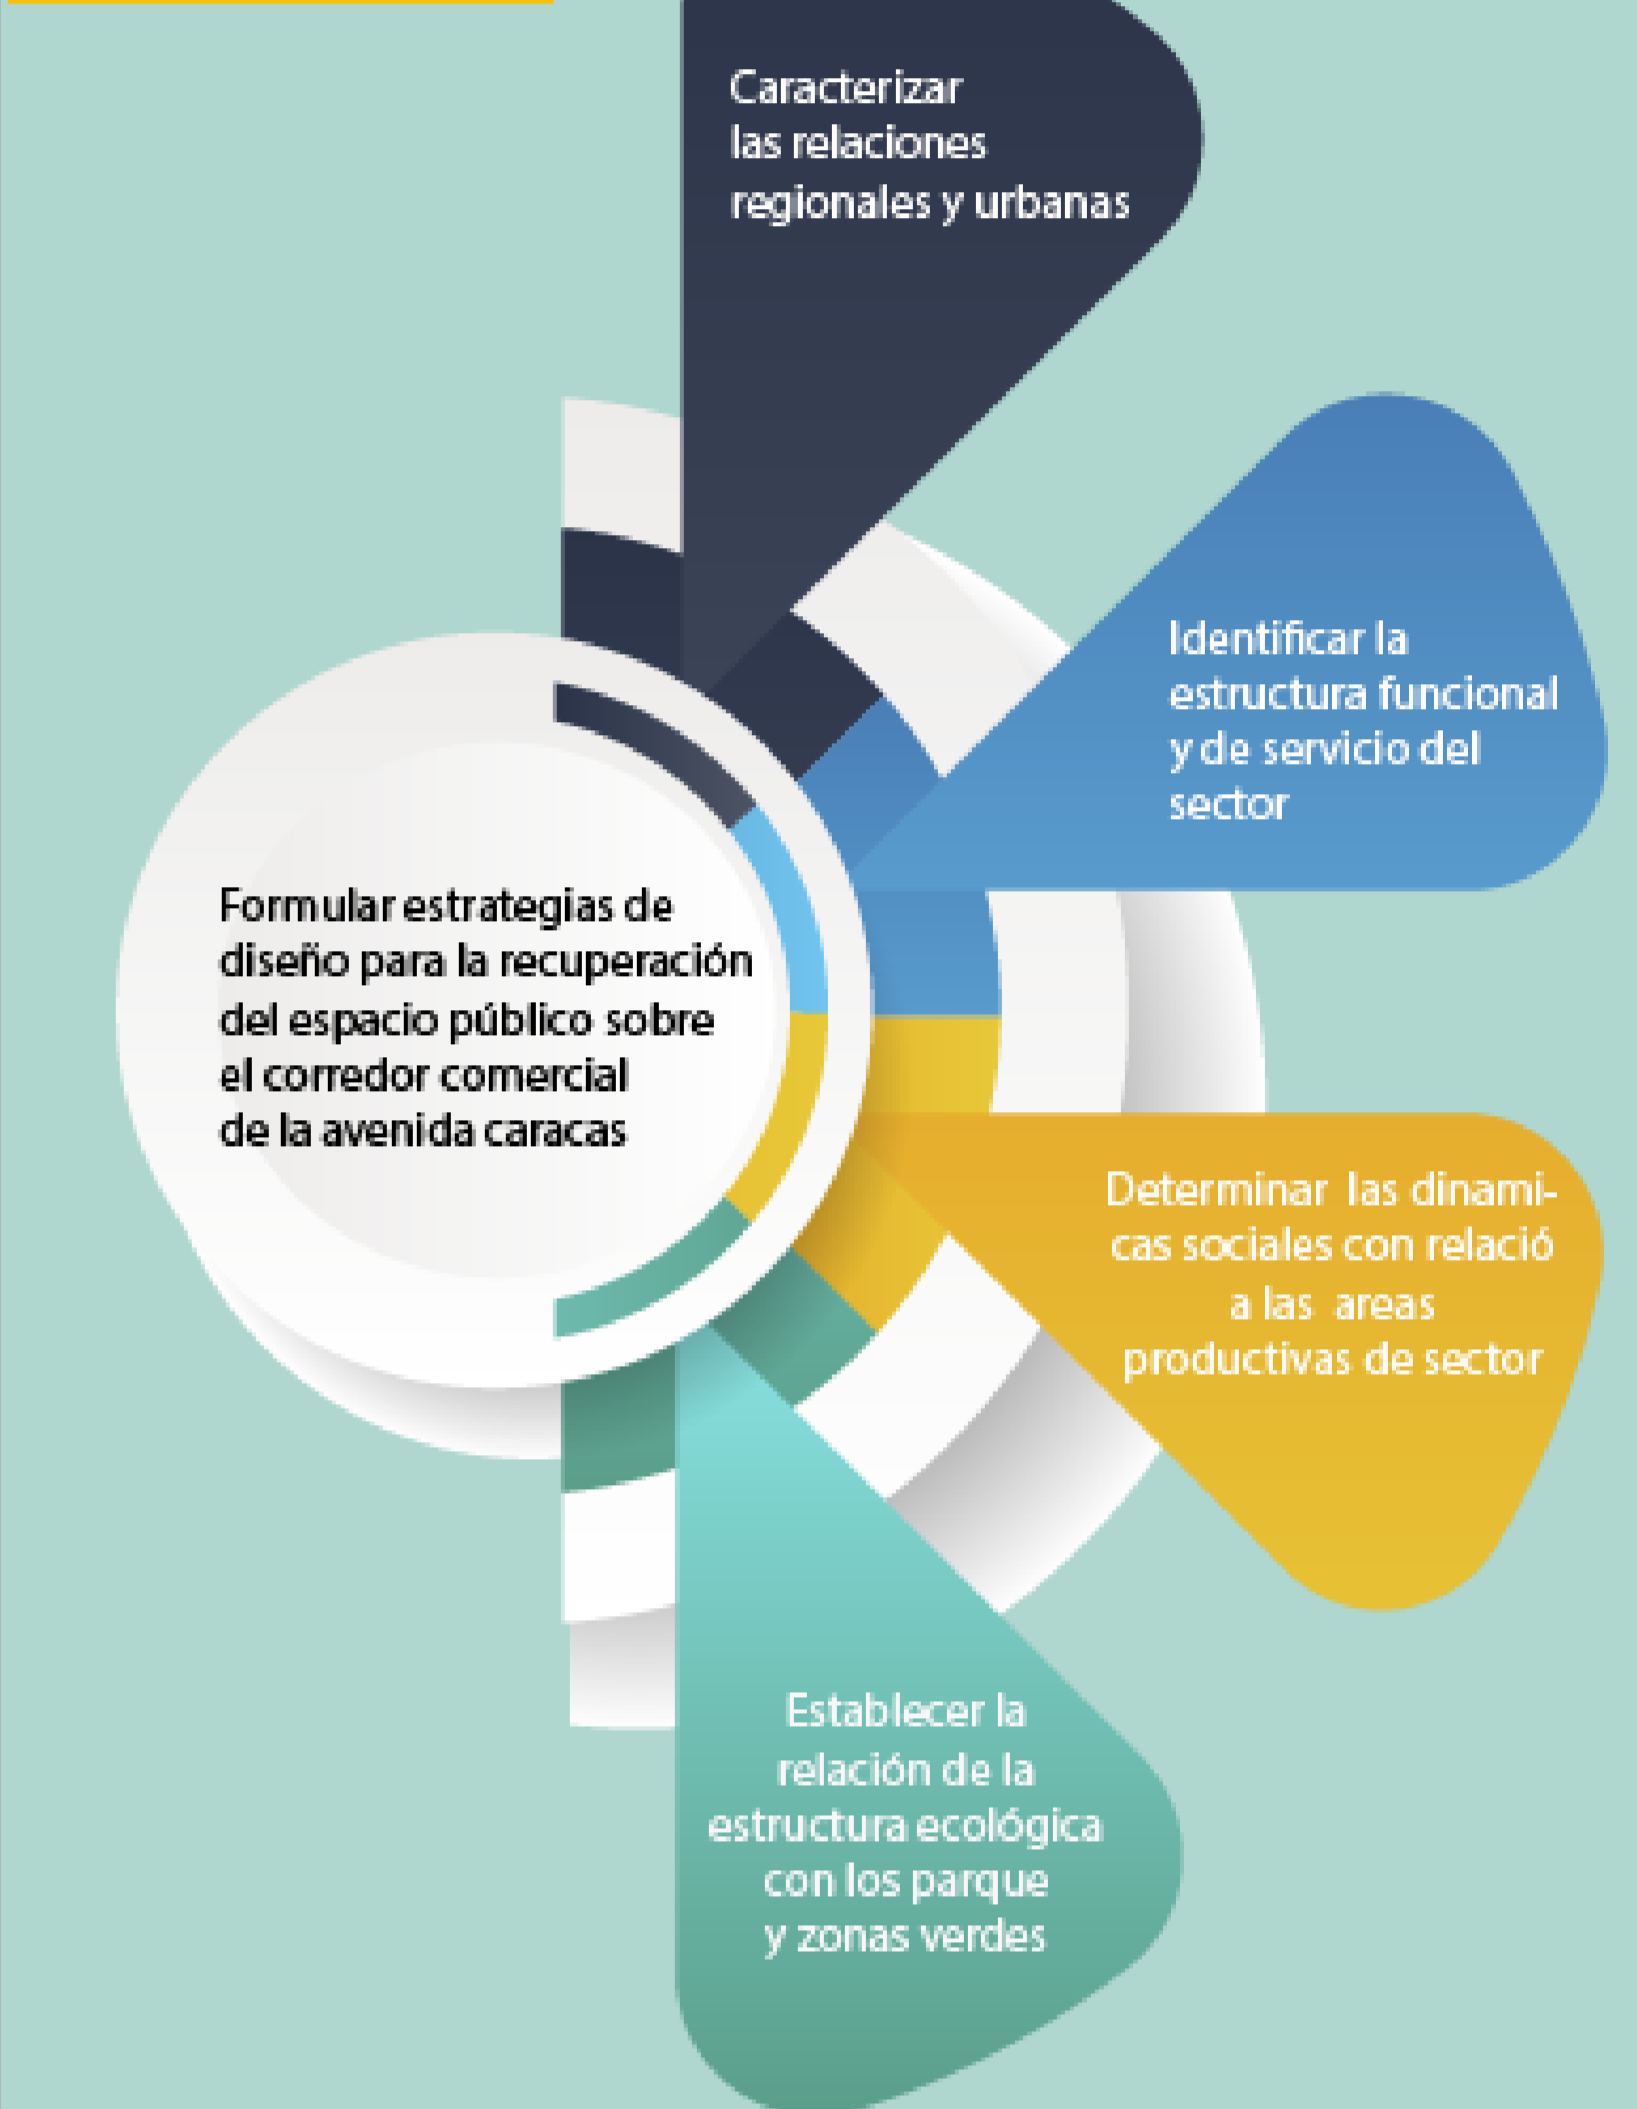 Caracterizar
las relaciones
regionales y urbanas
Identificar la
estructura funcional
y de servicio del
sector
Formular estrategias de
diseño para la recuperación
del espacio público sobre
el corredor comercial
de la avenida caracas
Determinar las dinami-
cas sociales con relació
a las areas
productivas de sector
Establecer la
relación de la
estructura ecológica
con los parque
y zonas verdes